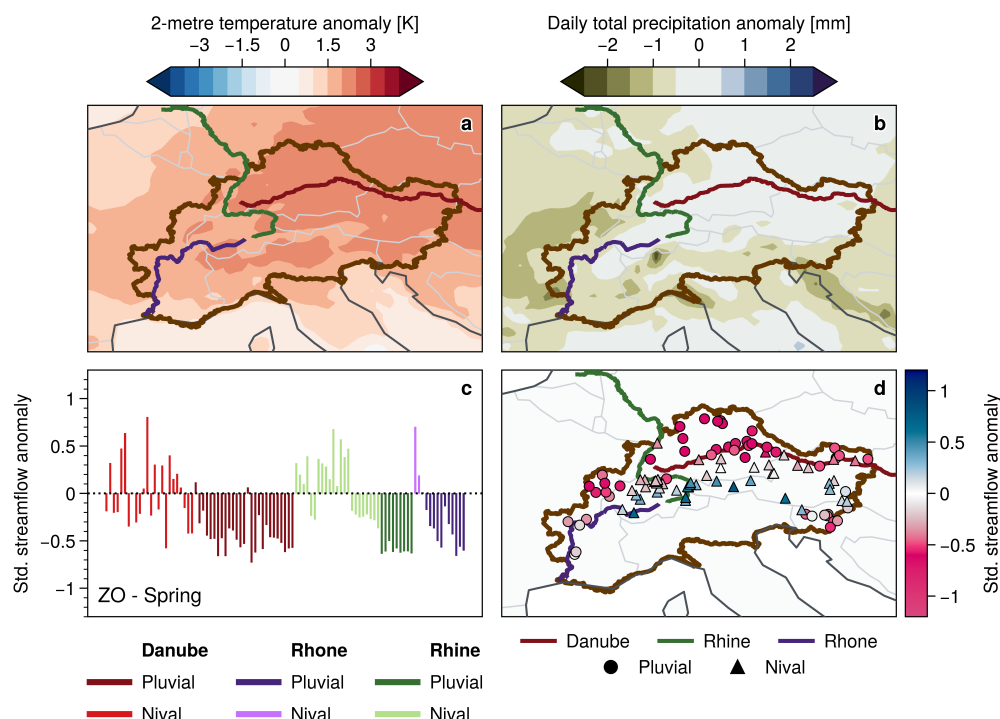 2-metre temperature anomaly [K]
−3 −1.5 0 1.5 3
Daily total precipitation anomaly [mm]
−2 −1 0 1 2
a
b
c
d
Std. streamflow anomaly
1
0.5
0
−0.5
−1
ZO - Spring
1
0.5
0
−0.5
−1
Std. streamflow anomaly
Danube Rhone Rhine
Pluvial Pluvial Pluvial
Nival Nival Nival
Danube Rhine Rhone
Pluvial Nival